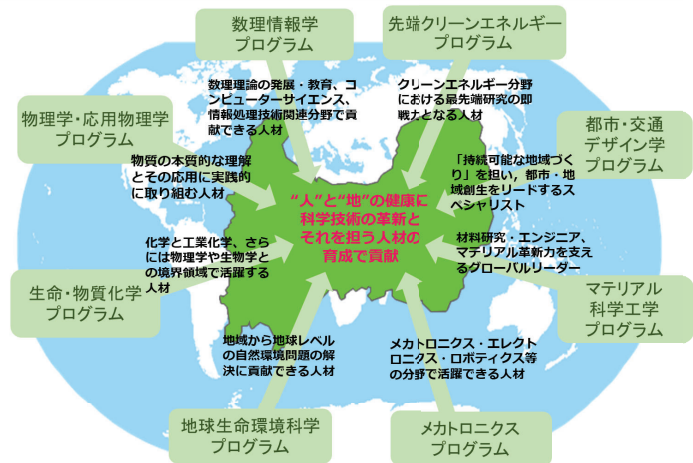 数理情報学
プログラム
数理理論の発展・教育、コ
ンピューターサイエンス、
情報処理技術関連分野で貢
献できる人材
先端クリーンエネルギー
プログラム
クリーンエネルギー分野
における最先端研究の即
戦力となる人材
物理学・応用物理学
プログラム
物質の本質的な理解
とその応用に実践的
に取り組む人材
都市・交通
デザイン学
プログラム
「持続可能な地域づく
り」を担い，都市・地
域創生をリードするス
ペシャリスト
“人”と“地”の健康に
科学技術の革新と
それを担う人材の
育成で貢献
化学と工業化学、さら
には物理学や生物学と
の境界領域で活躍する
人材
生命・物質化学
プログラム
材料研究・エンジニア、
マテリアル革新力を支え
るグローバルリーダー
マテリアル
科学工学
プログラム
地域から地球レベル
の自然環境問題の解
決に貢献できる人材
地球生命環境科学
プログラム
メカトロニクス・エレクト
ロニクス・ロボティクス等
の分野で活躍できる人材
メカトロニクス
プログラム